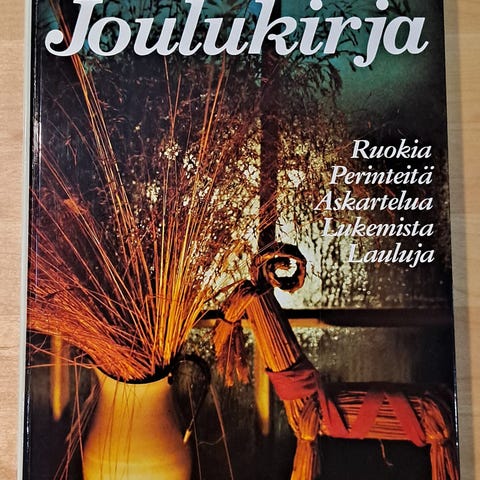 Joulukirja
Ruokia
Perinteitä
Askartelua
Lukemista
Lauluja